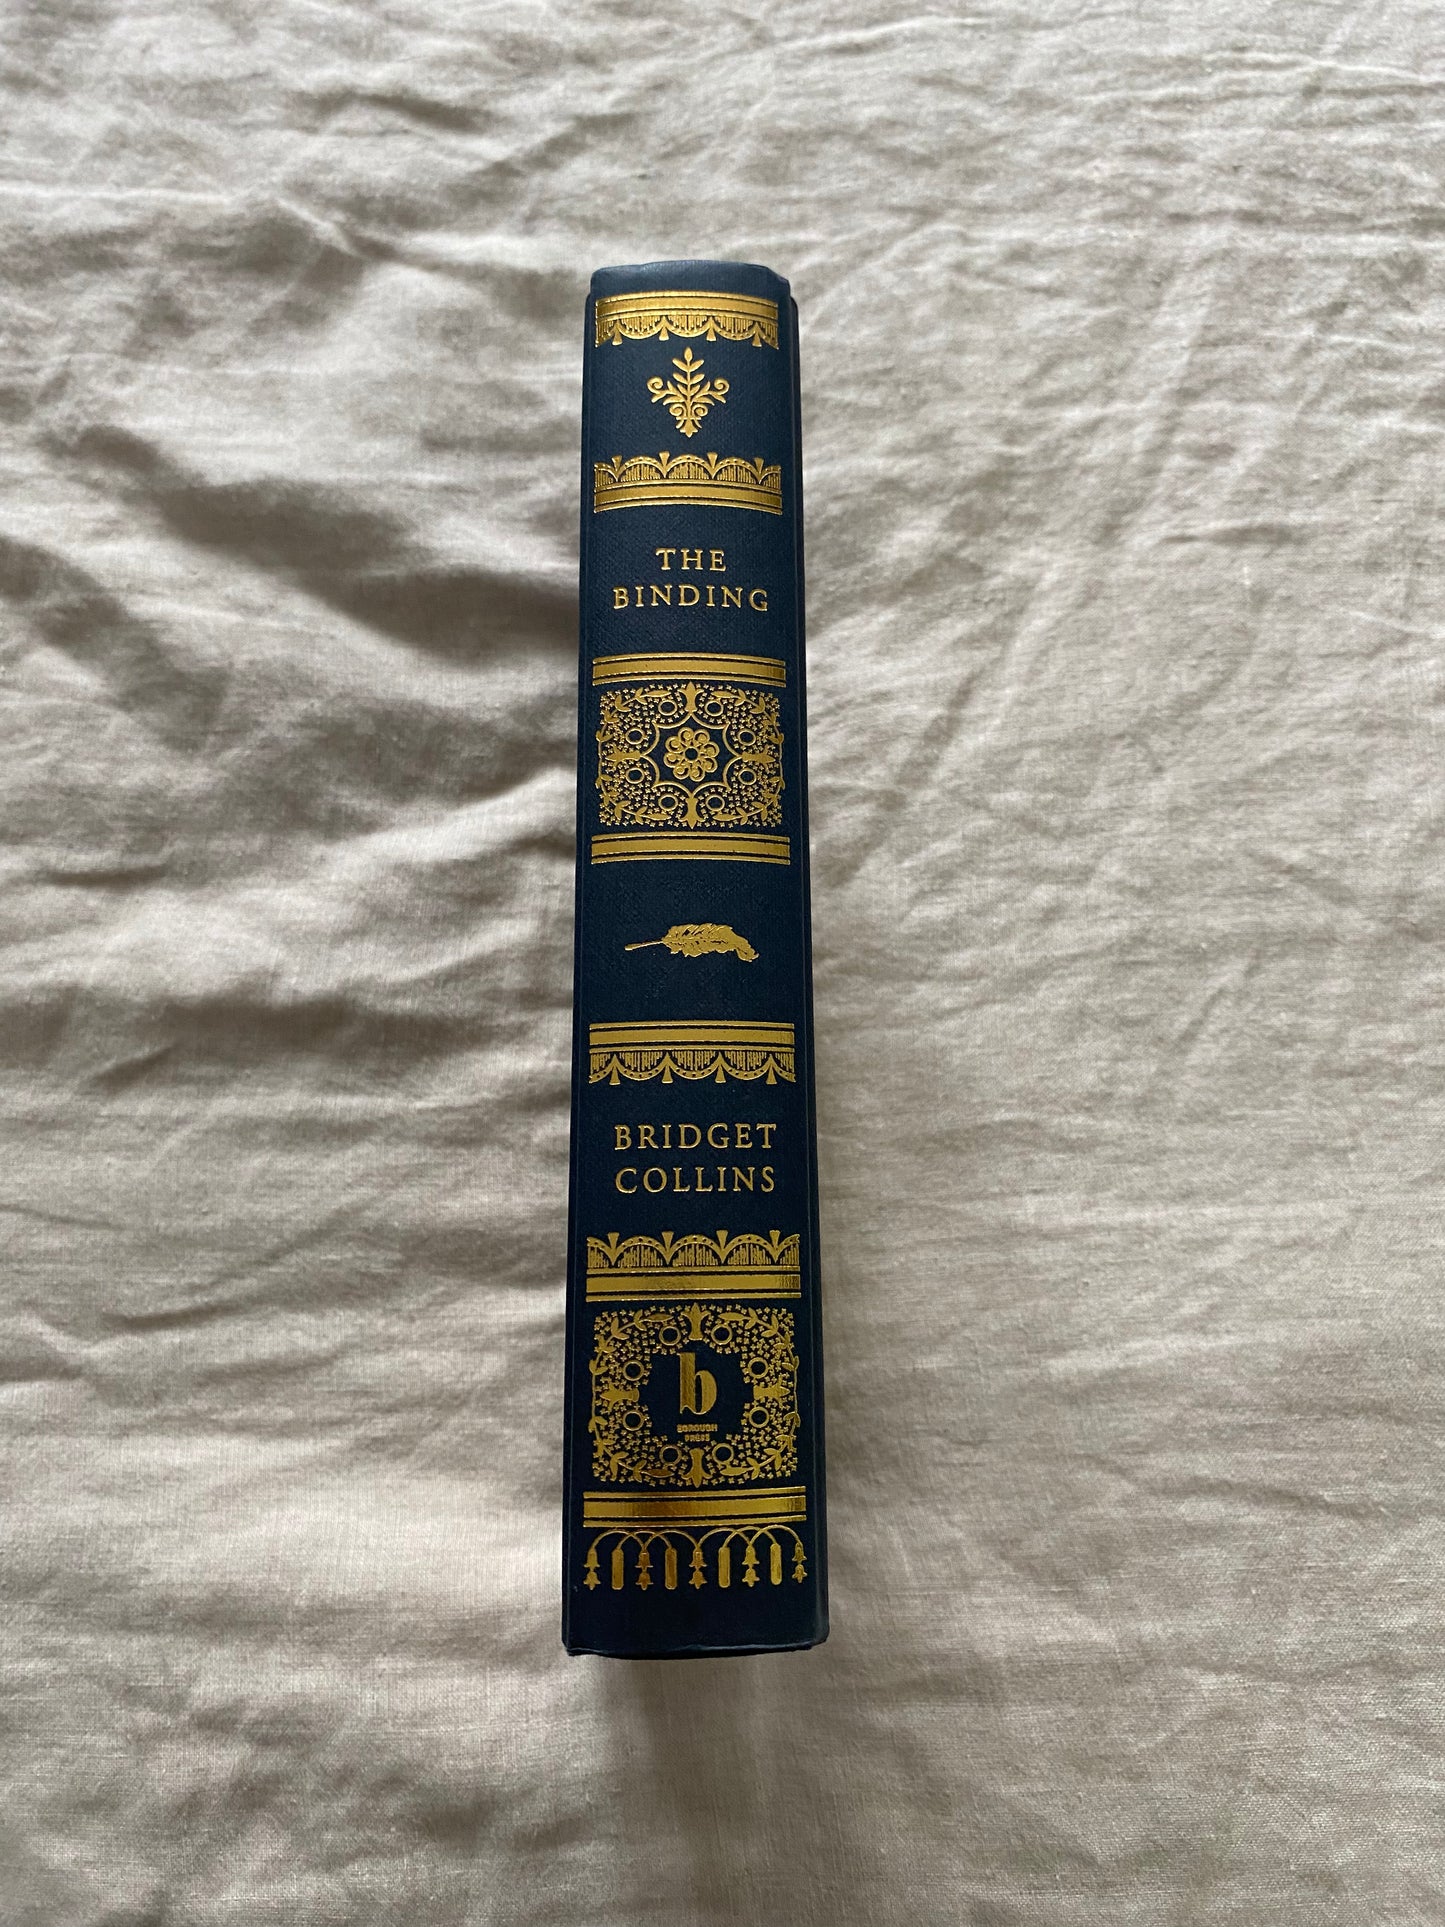 THE
BINDING
BRIDGET
COLLINS
b
BOROUGH
PRESS